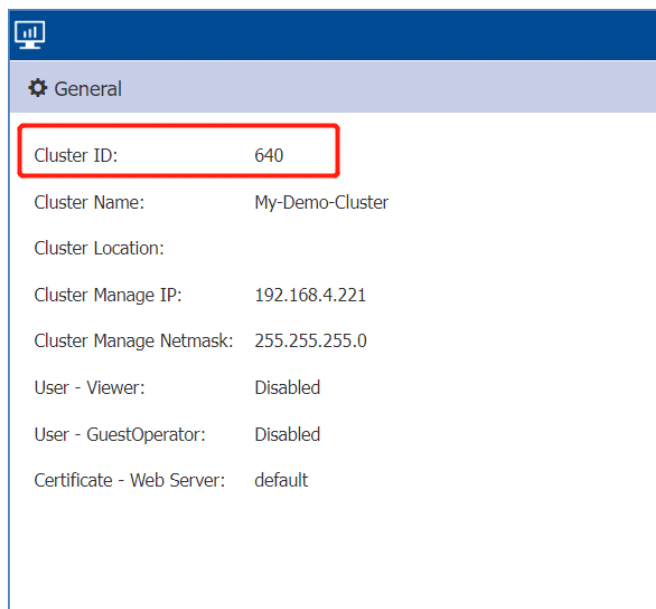 General
Cluster ID: 640
Cluster Name: My-Demo-Cluster
Cluster Location:
Cluster Manage IP: 192.168.4.221
Cluster Manage Netmask: 255.255.255.0
User - Viewer: Disabled
User - GuestOperator: Disabled
Certificate - Web Server: default